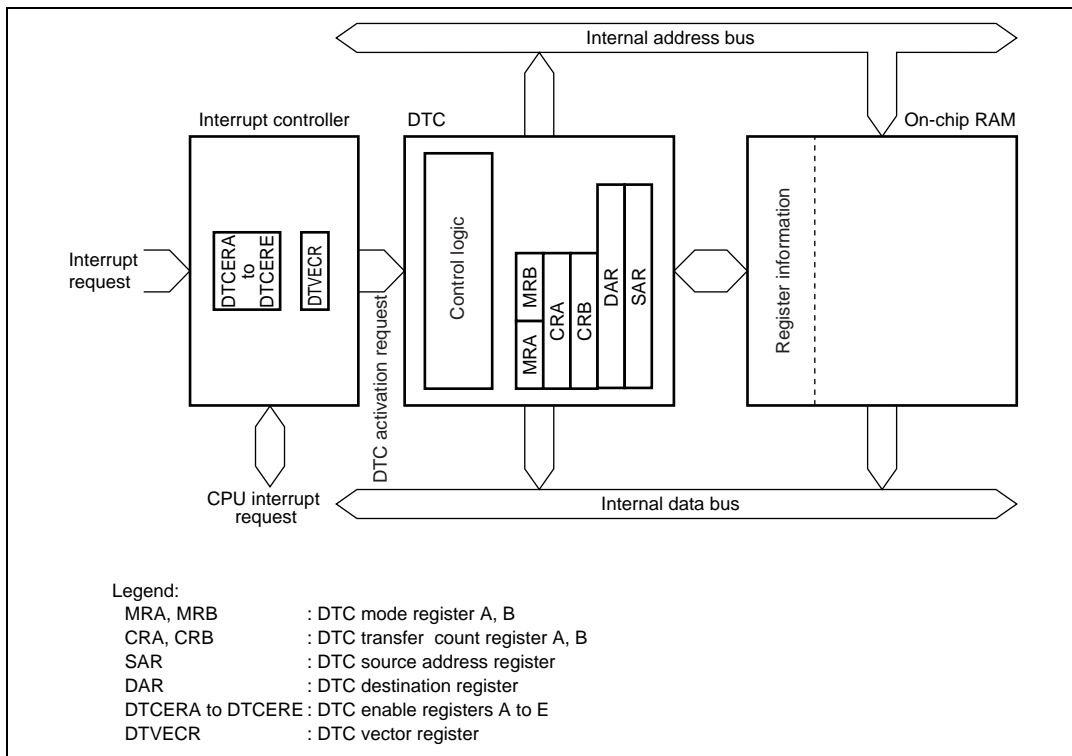 Internal address bus
Interrupt controller
DTC
On-chip RAM
Interrupt
request
DTCERA
to
DTCERE
DTVECR
DTC activation request
Control logic
MRA
MRB
CRA
CRB
DAR
SAR
Register information
CPU interrupt
request
Internal data bus
Legend:
MRA, MRB : DTC mode register A, B
CRA, CRB : DTC transfer count register A, B
SAR : DTC source address register
DAR : DTC destination register
DTCERA to DTCERE : DTC enable registers A to E
DTVECR : DTC vector register